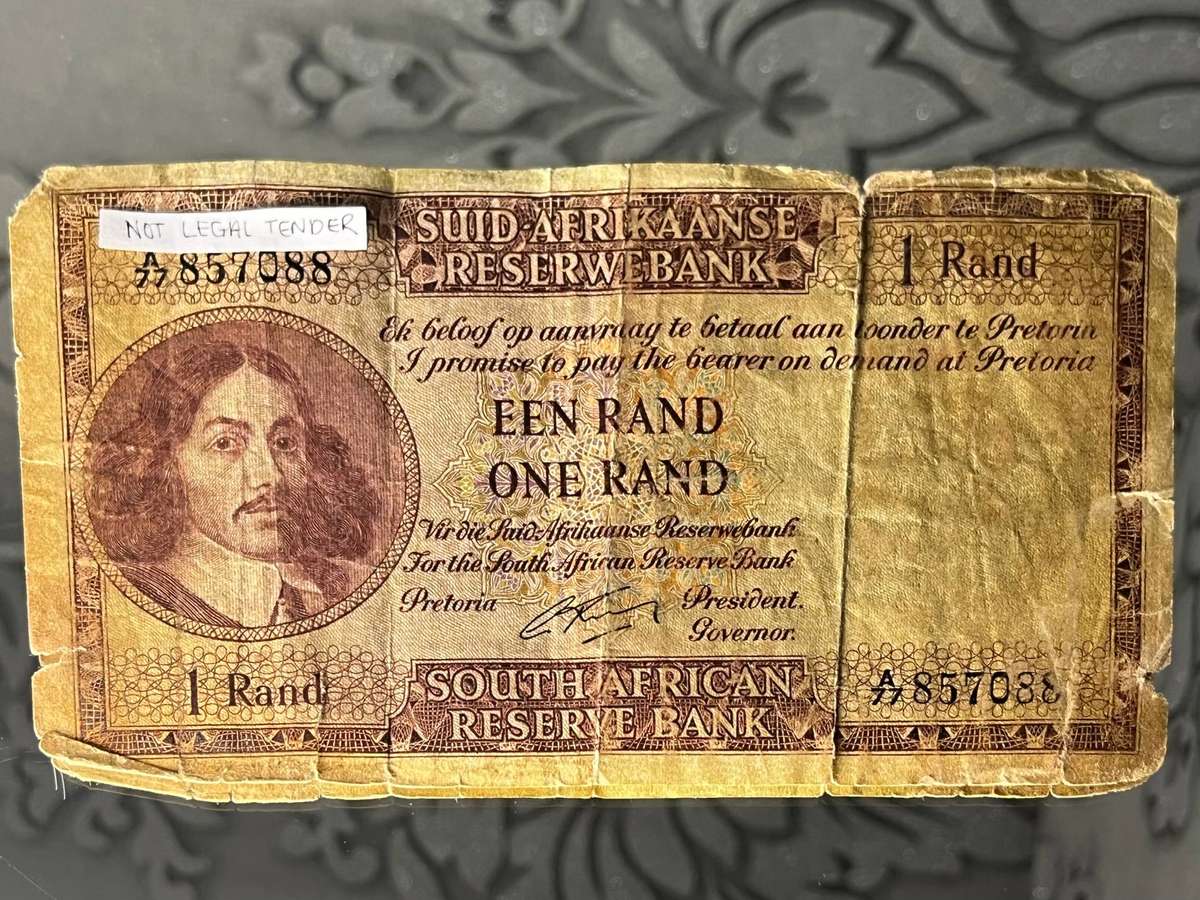 NOT LEGAL TENDER
A/77 857088
SUID-AFRIKAANSE
RESERWEBANK
1 Rand
Ek beloof op aanvraag te betaal aan toonder te Pretoria
I promise to pay the bearer on demand at Pretoria
EEN RAND
ONE RAND
Vir die Suid-Afrikaanse Reserwebank
For the South African Reserve Bank
Pretoria
President.
Governor.
1 Rand
SOUTH AFRICAN
RESERVE BANK
A/77 857088